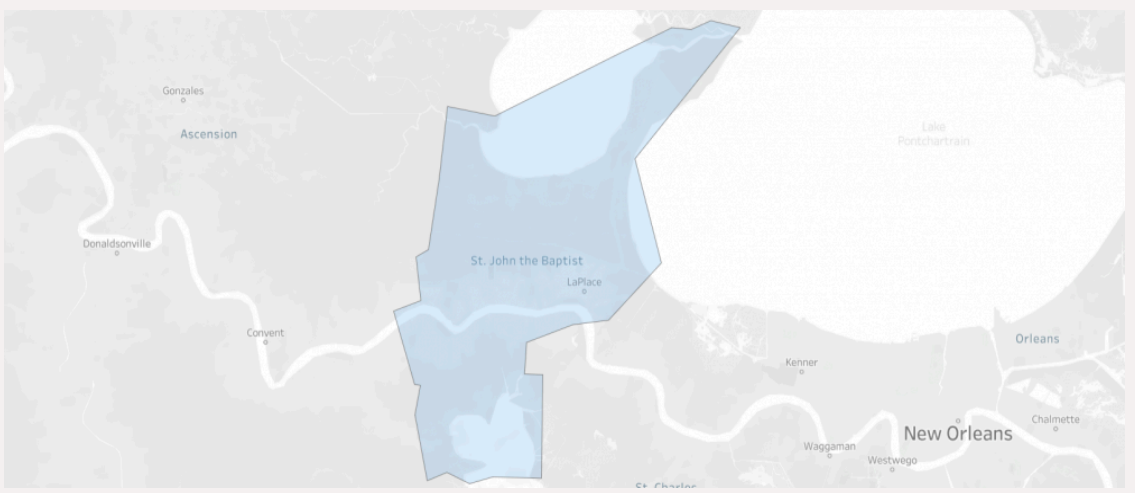 Gonzales
Ascension
Lake
Pontchartrain
Donaldsonville
St. John the Baptist
LaPlace
Convent
Orleans
Kenner
Chalmette
New Orleans
Waggaman
Westwego
St. Charles